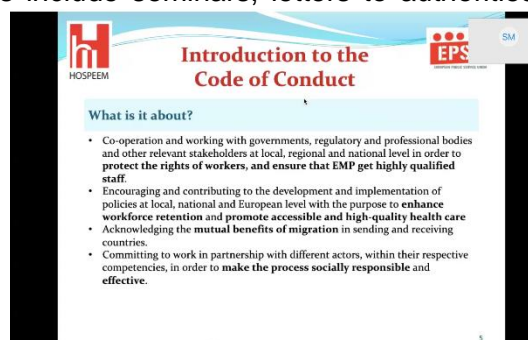 HOSPEEM
Introduction to the
Code of Conduct
EPS
SM
What is it about?
• Co-operation and working with governments, regulatory and professional bodies
and other relevant stakeholders at local, regional and national level in order to
protect the rights of workers, and ensure that EMP get highly qualified
staff.
• Encouraging and contributing to the development and implementation of
policies at local, national and European level with the purpose to enhance
workforce retention and promote accessible and high-quality health care
• Acknowledging the mutual benefits of migration in sending and receiving
countries.
• Committing to work in partnership with different actors, within their respective
competencies, in order to make the process socially responsible and
effective.
5